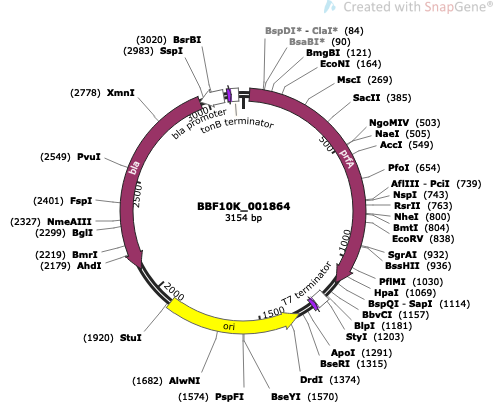 Created with SnapGene®
BspDI* - ClaI* (84)
BsaBI* (90)
BmgBI (121)
EcoNI (164)
MscI (269)
SacII (385)
NgoMIV (503)
NaeI (505)
AccI (549)
PfoI (654)
AflIII - PciI (739)
NspI (743)
RsrII (763)
NheI (800)
BmtI (804)
EcoRV (838)
SgrAI (932)
BssHII (936)
PflMI (1030)
HpaI (1069)
BspQI - SapI (1114)
BbvCI (1157)
BlpI (1181)
StyI (1203)
ApoI (1291)
BseRI (1315)
DrdI (1374)
BseYI (1570)
(1574) PspFI
(1682) AlwNI
(1920) StuI
(2179) AhdI
(2219) BmrI
(2299) BglI
(2327) NmeAIII
(2401) FspI
(2549) PvuI
(2778) XmnI
(2983) SspI
(3020) BsrBI
500
1000
1500
2000
2500
3000
prfA
T7 terminator
ori
bla
bla promoter
tonB terminator
BBF10K_001864
3154 bp